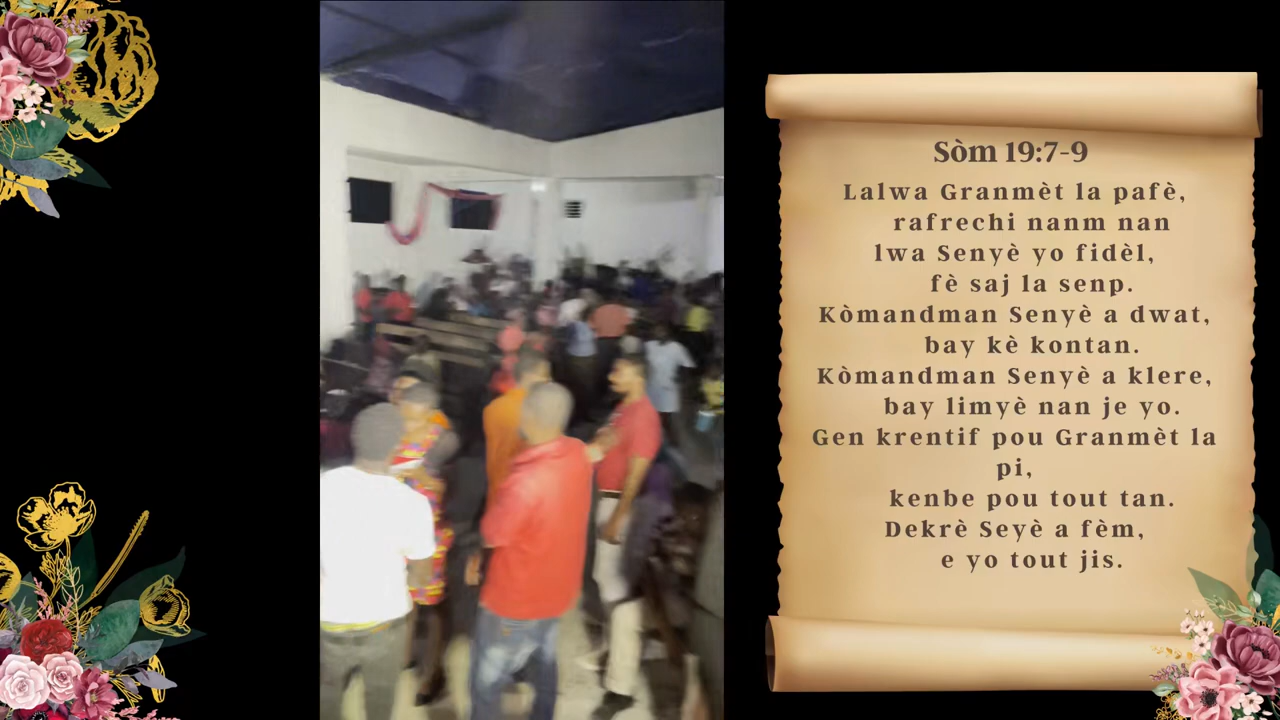 Sòm 19:7-9
Lalwa Granmèt la pafè,
rafrechi nanm nan
lwa Senyè yo fidèl,
fè saj la senp.
Kòmandman Senyè a dwat,
bay kè kontan.
Kòmandman Senyè a klere,
bay limyè nan je yo.
Gen krentif pou Granmèt la
pi,
kenbe pou tout tan.
Dekrè Seyè a fèm,
e yo tout jis.